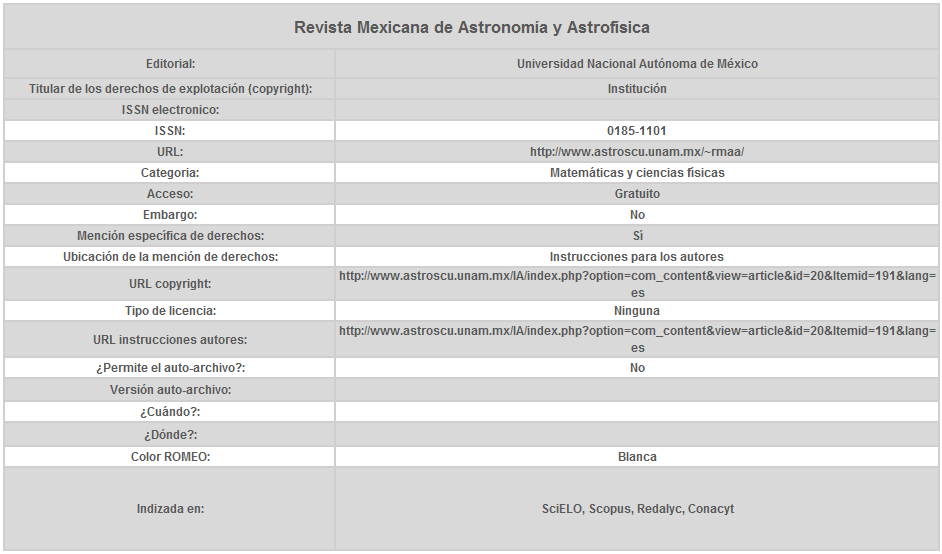 Revista Mexicana de Astronomía y Astrofísica
Editorial: Universidad Nacional Autónoma de México
Titular de los derechos de explotación (copyright): Institución
ISSN electronico:
ISSN: 0185-1101
URL: http://www.astroscu.unam.mx/~rmaa/
Categoria: Matemáticas y ciencias físicas
Acceso: Gratuito
Embargo: No
Mención específica de derechos: Si
Ubicación de la mención de derechos: Instrucciones para los autores
URL copyright: http://www.astroscu.unam.mx/IA/index.php?option=com_content&view=article&id=20&Itemid=191&lang=
es
Tipo de licencia: Ninguna
URL instrucciones autores: http://www.astroscu.unam.mx/IA/index.php?option=com_content&view=article&id=20&Itemid=191&lang=
es
¿Permite el auto-archivo?: No
Versión auto-archivo:
¿Cuándo?:
¿Dónde?:
Color ROMEO: Blanca
Indizada en: SciELO, Scopus, Redalyc, Conacyt